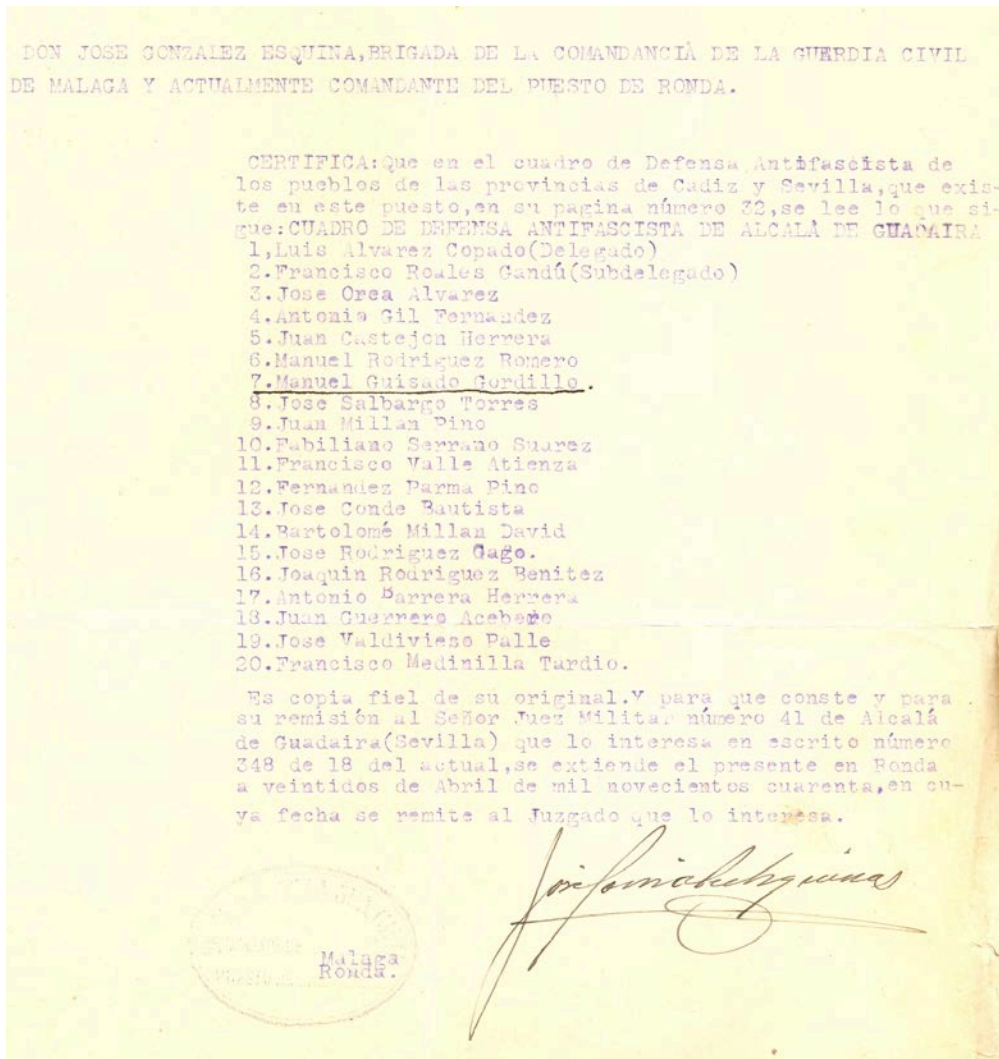 DON JOSE GONZALEZ ESQUINA,BRIGADA DE LA COMANDANCIÀ DE LA GUERDIA CIVIL
DE MALAGA Y ACTUALMENTE COMANDANTE DEL PUESTO DE RONDA.
CERTIFICA:Que en el cuadro de Defensa Antifascista de
los pueblos de las provincias de Cadiz y Sevilla,que exis-
te en este puesto,en su pagina número 32,se lee lo que si-
gue:CUADRO DE DEFENSA ANTIFASCISTA DE ALCALÀ DE GUADAIRA
1,Luis Alvarez Copado(Delegado)
2.Francisco Roales Gandú(Subdelegado)
3.Jose Orea Alvarez
4.Antonio Gil Fernandez
5.Juan Castejon Herrera
6.Manuel Rodriguez Romero
7.Manuel Guisado Gordillo.
8.Jose Salbargo Torres
9.Juan Millan Pino
10.Fabiliano Serrano Suarez
11.Francisco Valle Atienza
12.Fernandez Parma Pino
13.Jose Conde Bautista
14.Bartolomé Millan David
15.Jose Rodriguez Gago.
16.Joaquin Rodriguez Benitez
17.Antonio Barrera Herrera
18.Juan Guerrero Acebedo
19.Jose Valdivieso Palle
20.Francisco Medinilla Tardio.
Es copia fiel de su original.Y para que conste y para
su remisión al Señor Juez Militar número 41 de Alcalá
de Guadaira(Sevilla) que lo interesa en escrito número
348 de 18 del actual,se extiende el presente en Ronda
a veintidos de Abril de mil novecientos cuarenta,en cu-
ya fecha se remite al Juzgado que lo interesa.
Malaga
Ronda.